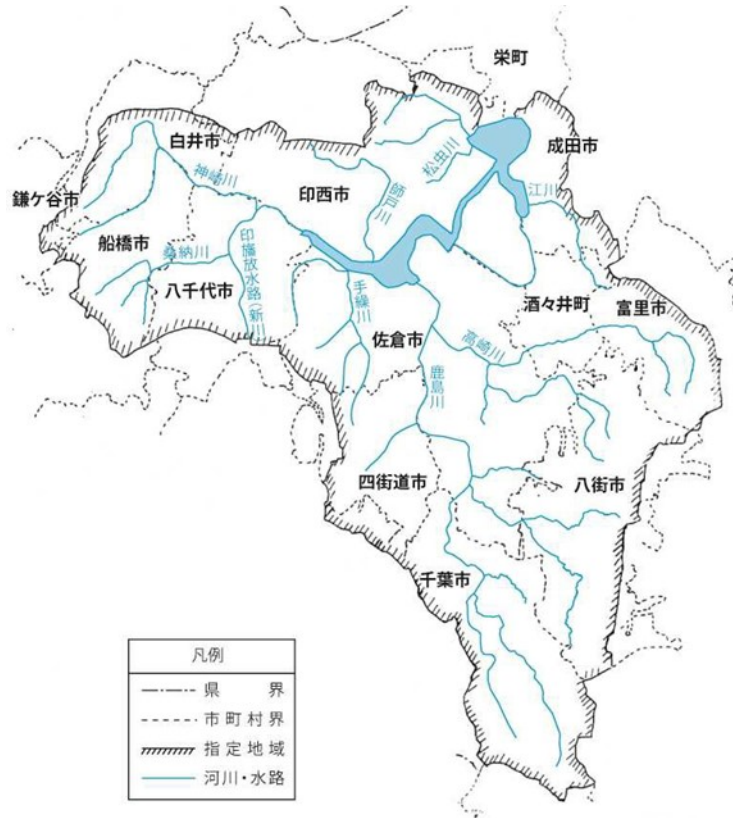 栄町
白井市
成田市
松虫川
神崎川
師戸川
江川
鎌ケ谷市
印西市
船橋市
桑納川
印旛放水路(新川
八千代市
手繰川
酒々井町
富里市
佐倉市
高崎川
鹿島川
四街道市
八街市
千葉市
凡例
県界
市町村界
指定地域
河川・水路